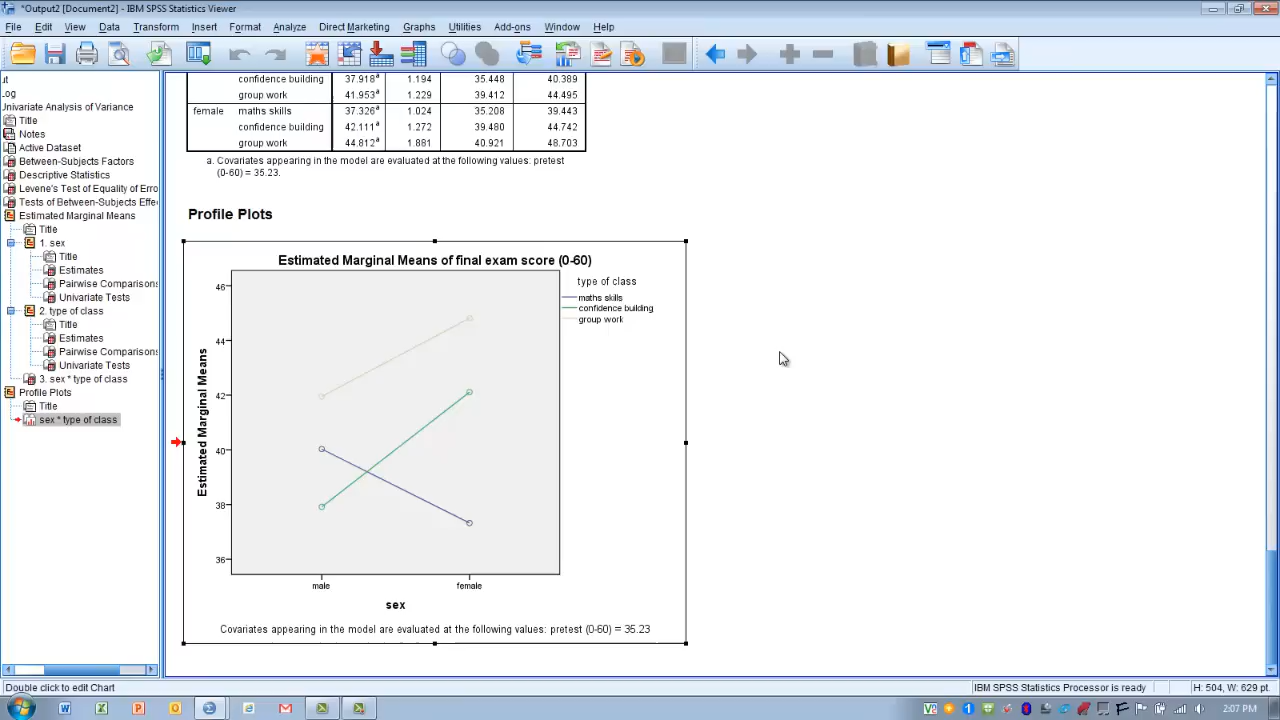 *Output2 [Document2] - IBM SPSS Statistics Viewer
File Edit View Data Transform Insert Format Analyze Direct Marketing Graphs Utilities Add-ons Window Help
ut
Log
Univariate Analysis of Variance
Title
Notes
Active Dataset
Between-Subjects Factors
Descriptive Statistics
Levene's Test of Equality of Erro
Tests of Between-Subjects Effe
Estimated Marginal Means
Title
1. sex
Title
Estimates
Pairwise Comparisons
Univariate Tests
2. type of class
Title
Estimates
Pairwise Comparisons
Univariate Tests
3. sex * type of class
Profile Plots
Title
sex * type of class
confidence building 37.918a 1.194 35.448 40.389
group work 41.953a 1.229 39.412 44.495
female maths skills 37.326a 1.024 35.208 39.443
confidence building 42.111a 1.272 39.480 44.742
group work 44.812a 1.881 40.921 48.703
a. Covariates appearing in the model are evaluated at the following values: pretest
(0-60) = 35.23.
Profile Plots
Estimated Marginal Means of final exam score (0-60)
type of class
maths skills
confidence building
group work
Estimated Marginal Means
46
44
42
40
38
36
male female
sex
Covariates appearing in the model are evaluated at the following values: pretest (0-60) = 35.23
Double click to edit Chart IBM SPSS Statistics Processor is ready H: 504, W: 629 pt.
2:07 PM